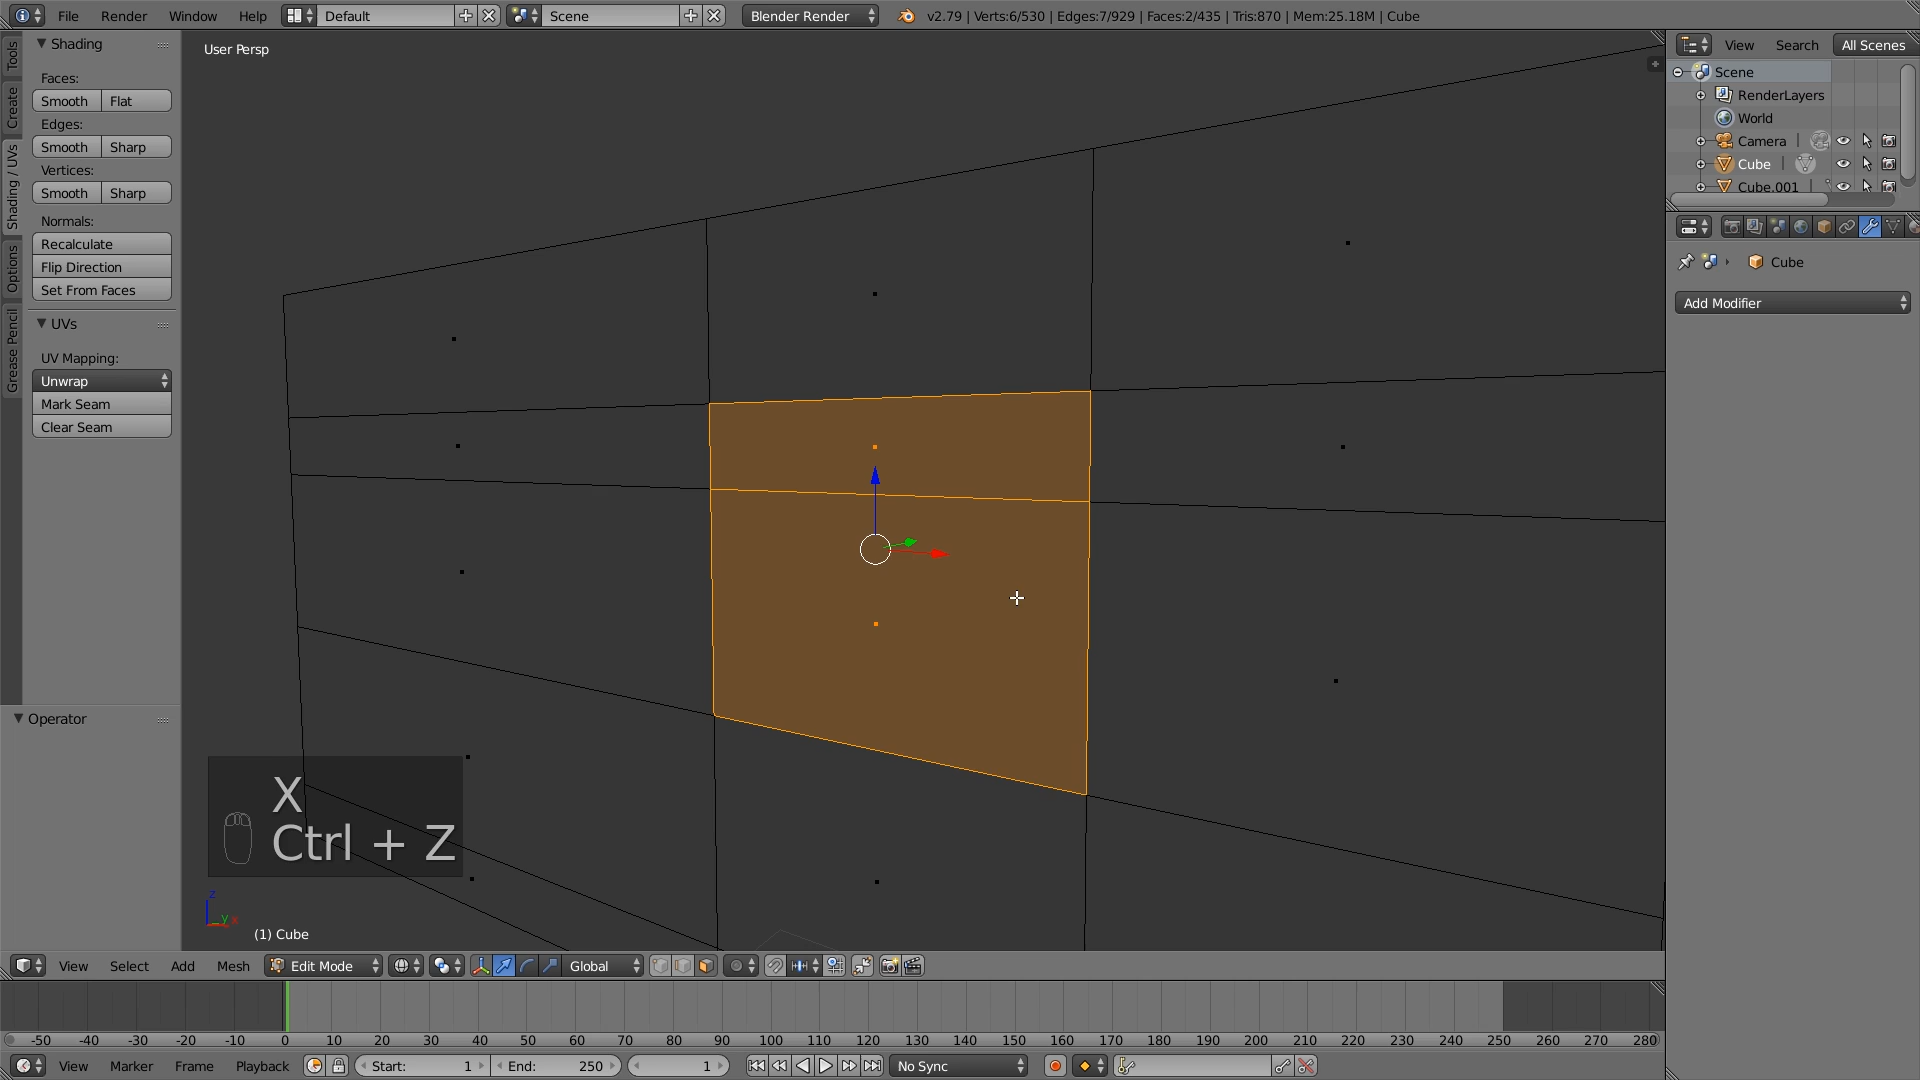 File Render Window Help Default Scene Blender Render v2.79 | Verts:6/530 | Edges:7/929 | Faces:2/435 | Tris:870 | Mem:25.18M | Cube
Tools
Create
Shading / UVs
Options
Grease Pencil
Shading
Faces:
Smooth Flat
Edges:
Smooth Sharp
Vertices:
Smooth Sharp
Normals:
Recalculate
Flip Direction
Set From Faces
UVs
UV Mapping:
Unwrap
Mark Seam
Clear Seam
Operator
User Persp
X
Ctrl + Z
z
y x
(1) Cube
View Search All Scenes
Scene
RenderLayers
World
Camera
Cube
Cube.001
Cube
Add Modifier
View Select Add Mesh Edit Mode Global
-50 -40 -30 -20 -10 0 10 20 30 40 50 60 70 80 90 100 110 120 130 140 150 160 170 180 190 200 210 220 230 240 250 260 270 280
View Marker Frame Playback Start: 1 End: 250 1 No Sync